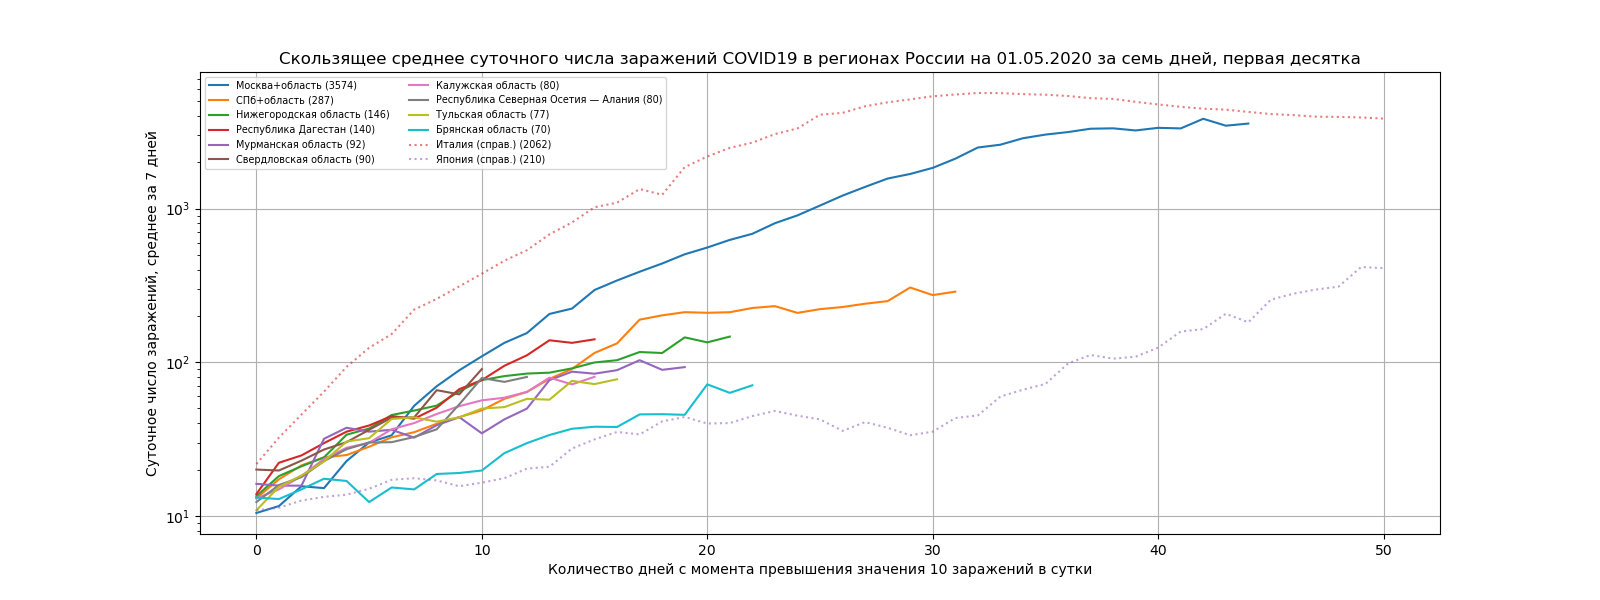 Скользящее среднее суточного числа заражений COVID19 в регионах России на 01.05.2020 за семь дней, первая десятка
Москва+область (3574)
СПб+область (287)
Нижегородская область (146)
Республика Дагестан (140)
Мурманская область (92)
Свердловская область (90)
Калужская область (80)
Республика Северная Осетия — Алания (80)
Тульская область (77)
Брянская область (70)
Италия (справ.) (2062)
Япония (справ.) (210)
Суточное число заражений, среднее за 7 дней
10³
10²
10¹
0 10 20 30 40 50
Количество дней с момента превышения значения 10 заражений в сутки